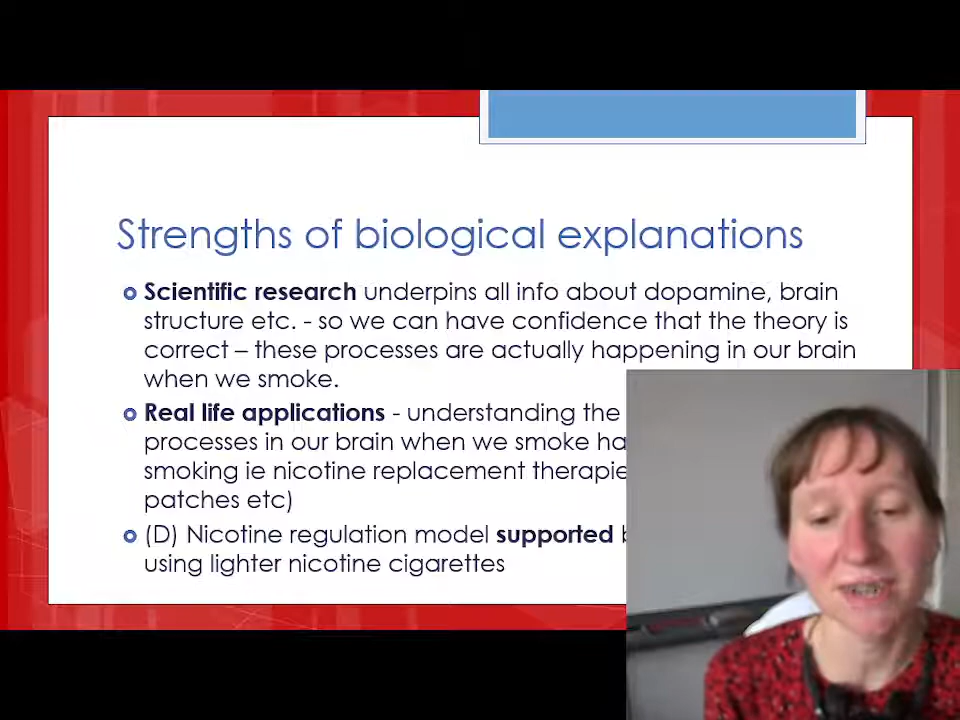 Strengths of biological explanations
Scientific research underpins all info about dopamine, brain
structure etc. - so we can have confidence that the theory is
correct – these processes are actually happening in our brain
when we smoke.
Real life applications - understanding the
processes in our brain when we smoke
smoking ie nicotine replacement
patches etc)
(D) Nicotine regulation model supported
using lighter nicotine cigarettes